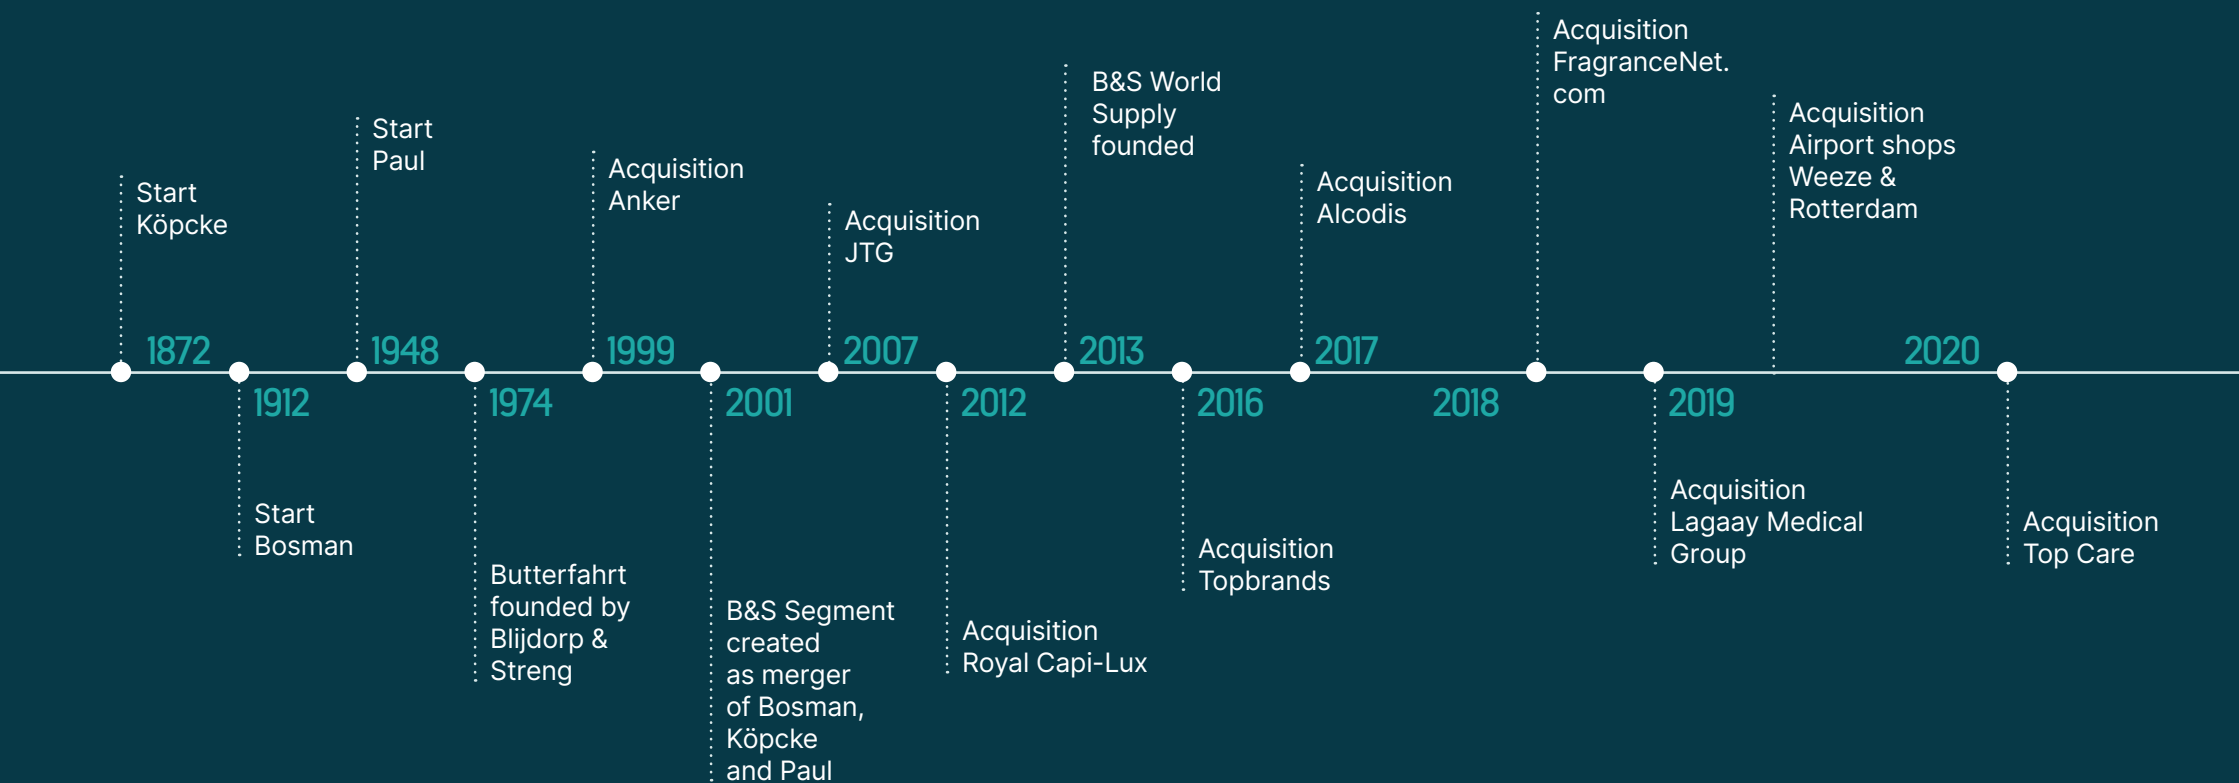 Start
Köpcke
1872
1912
Start
Bosman
Start
Paul
1948
1974
Butterfahrt
founded by
Blijdorp &
Streng
Acquisition
Anker
1999
2001
B&S Segment
created
as merger
of Bosman,
Köpcke
and Paul
Acquisition
JTG
2007
2012
Acquisition
Royal Capi-Lux
B&S World
Supply
founded
2013
2016
Acquisition
Topbrands
Acquisition
Alcodis
2017
2018
Acquisition
FragranceNet.
com
2019
Acquisition
Lagaay Medical
Group
Acquisition
Airport shops
Weeze &
Rotterdam
2020
Acquisition
Top Care